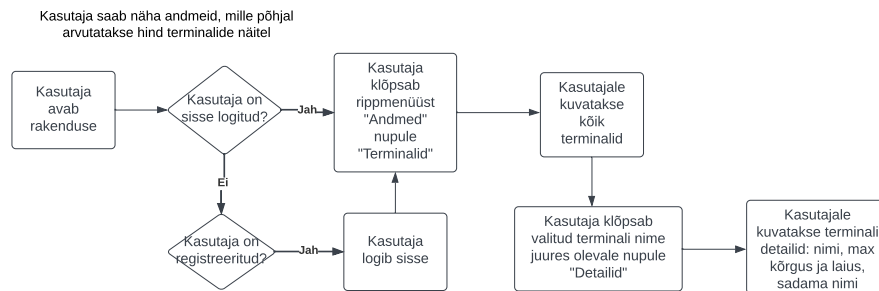 Kasutaja saab näha andmeid, mille põhjal
arvutatakse hind terminalide näitel
Kasutaja
avab
rakenduse
Kasutaja on
sisse logitud?
Jah
Kasutaja
klõpsab
rippmenüüst
"Andmed"
nupule
"Terminalid"
Kasutajale
kuvatakse
kõik
terminalid
Ei
Kasutaja on
registreeritud?
Jah
Kasutaja
logib sisse
Kasutaja klõpsab
valitud terminali nime
juures olevale nupule
"Detailid"
Kasutajale
kuvatakse terminali
detailid: nimi, max
kõrgus ja laius,
sadama nimi